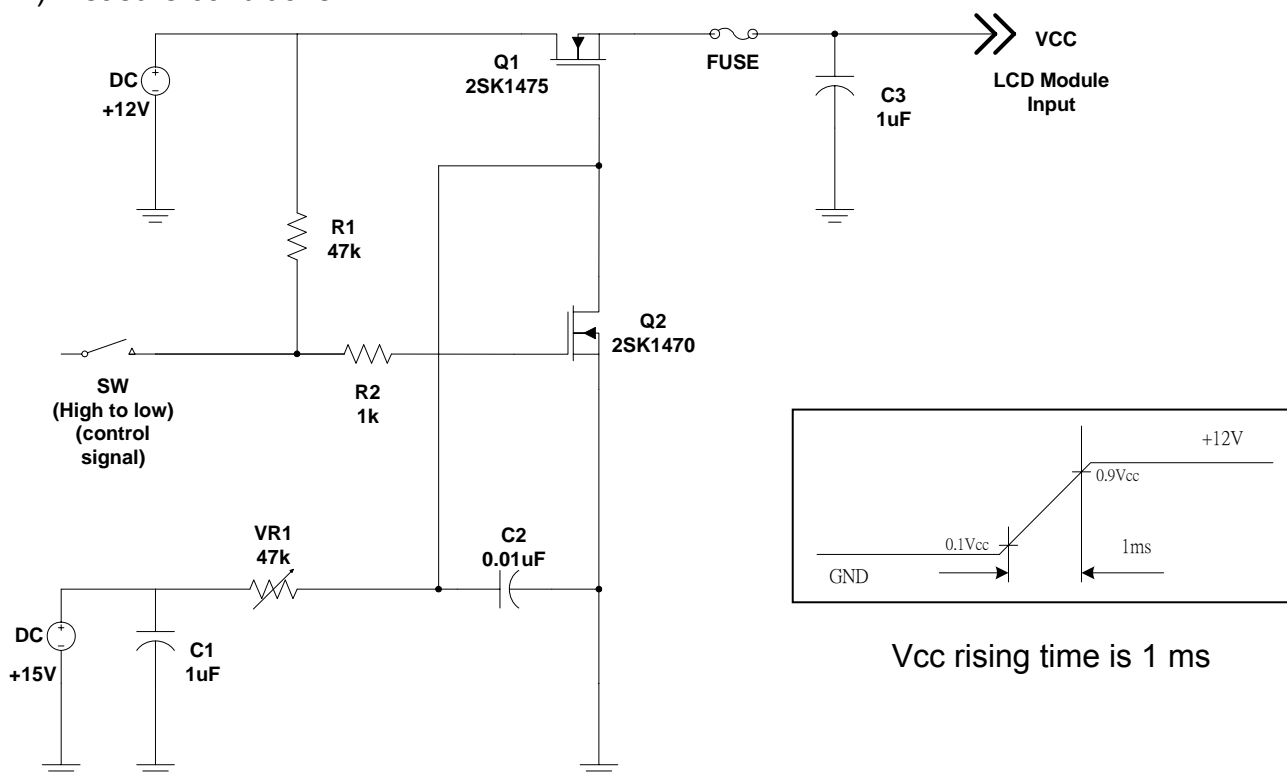 DC
+12V
Q1
2SK1475
FUSE
VCC
LCD Module
Input
C3
1uF
R1
47k
Q2
2SK1470
SW
(High to low)
(control
signal)
R2
1k
VR1
47k
C2
0.01uF
DC
+15V
C1
1uF
+12V
0.9Vcc
0.1Vcc
1ms
GND
Vcc rising time is 1 ms